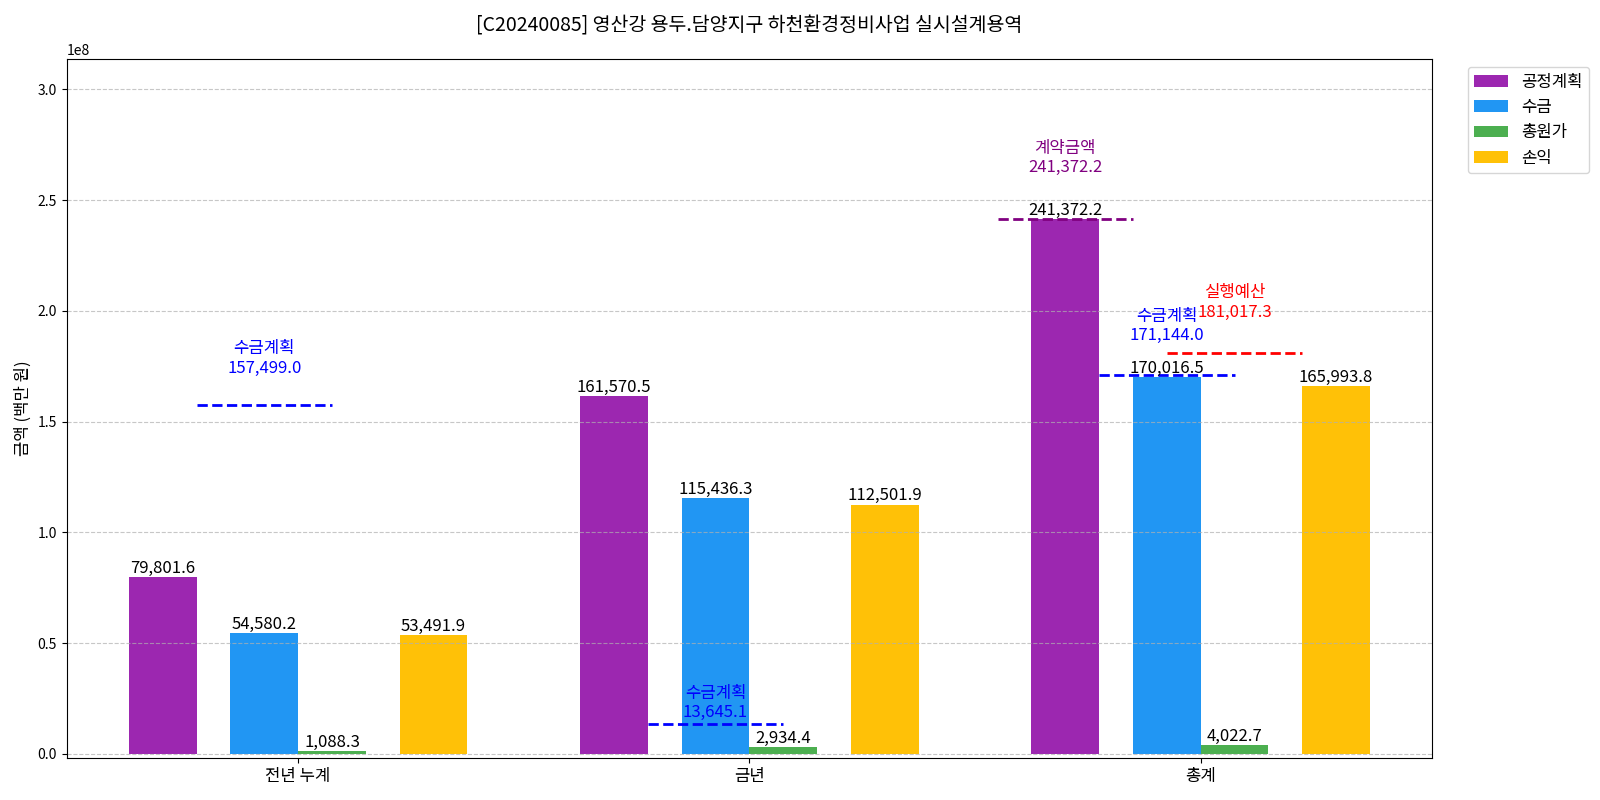 [C20240085] 영산강 용두.담양지구 하천환경정비사업 실시설계용역
1e8
3.0
2.5
2.0
1.5
1.0
0.5
0.0
금액 (백만 원)
공정계획
수금
총원가
손익
수금계획
157,499.0
79,801.6
54,580.2
1,088.3
53,491.9
161,570.5
115,436.3
수금계획
13,645.1
2,934.4
112,501.9
계약금액
241,372.2
241,372.2
수금계획
171,144.0
170,016.5
실행예산
181,017.3
4,022.7
165,993.8
전년 누계
금년
총계